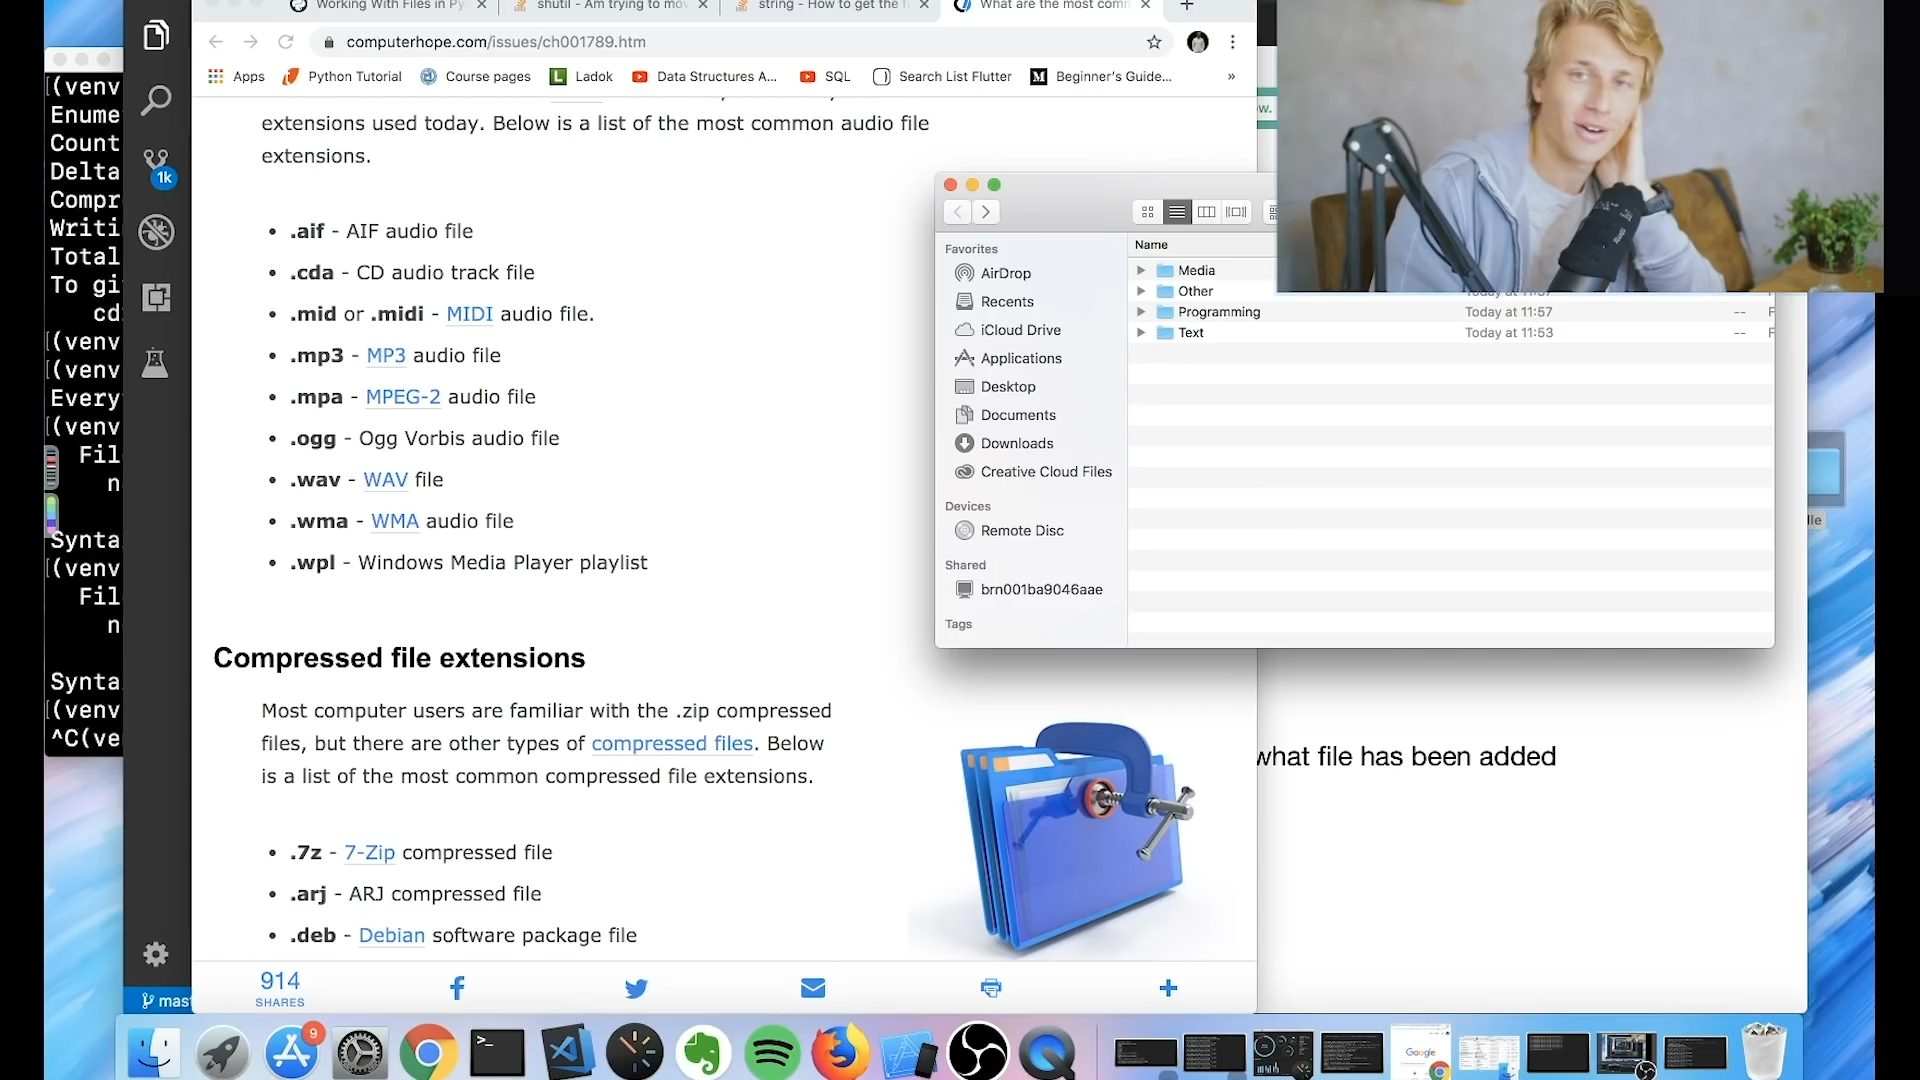 Working With Files in Py
shutil - Am trying to mo
string - How to get the f
What are the most comm
computerhope.com/issues/ch001789.htm
Apps
Python Tutorial
Course pages
Ladok
Data Structures A...
SQL
Search List Flutter
Beginner's Guide...
»
extensions used today. Below is a list of the most common audio file
extensions.
.aif - AIF audio file
.cda - CD audio track file
.mid or .midi - MIDI audio file.
.mp3 - MP3 audio file
.mpa - MPEG-2 audio file
.ogg - Ogg Vorbis audio file
.wav - WAV file
.wma - WMA audio file
.wpl - Windows Media Player playlist
Compressed file extensions
Most computer users are familiar with the .zip compressed
files, but there are other types of compressed files. Below
is a list of the most common compressed file extensions.
.7z - 7-Zip compressed file
.arj - ARJ compressed file
.deb - Debian software package file
914
SHARES
(venv
Enume
Count
Delta
Compr
Writi
Total
To gi
cd
(venv
(venv
Every
(venv
Fil
n
Synta
(venv
Fil
n
Synta
(venv
^C(ve
1k
mast
Favorites
AirDrop
Recents
iCloud Drive
Applications
Desktop
Documents
Downloads
Creative Cloud Files
Devices
Remote Disc
Shared
brn001ba9046aae
Tags
Name
Media
Other Today at 11:57
Programming Today at 11:57 -- F
Text Today at 11:53 -- F
w.
what file has been added
9
Google